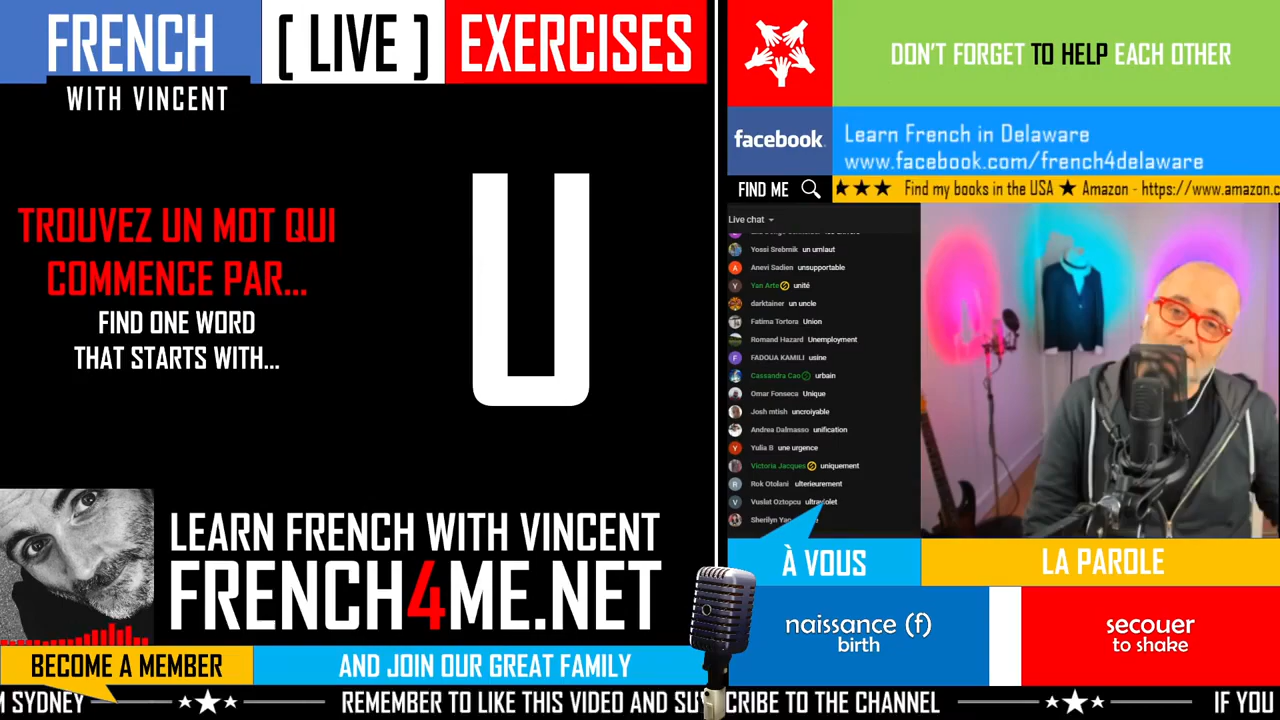 FRENCH
[ LIVE ]
EXERCISES
WITH VINCENT
TROUVEZ UN MOT QUI
COMMENCE PAR...
FIND ONE WORD
THAT STARTS WITH...
U
LEARN FRENCH WITH VINCENT
FRENCH4ME.NET
BECOME A MEMBER
AND JOIN OUR GREAT FAMILY
DON'T FORGET TO HELP EACH OTHER
facebook.
Learn French in Delaware
www.facebook.com/french4delaware
FIND ME
★★★ Find my books in the USA ★ Amazon - https://www.amazon.c
Live chat
Yossi Srebrnik un umlaut
Anevi Sadien unsupportable
Yan Arto unité
darktainer un uncle
Fatima Tortora Union
Romand Hazard Unemployment
FADOUA KAMILI usine
Cassandra Cao urbain
Omar Fonseca Unique
Josh mtish uncroiyable
Andrea Dalmasso unification
Yulia B une urgence
Victoria Jacques uniquement
Rok Otolani ulterieurement
Vuslat Oztopcu
Sherilyn
À VOUS
LA PAROLE
naissance (f)
birth
secouer
to shake
M SYDNEY
REMEMBER TO LIKE THIS VIDEO AND SU CRIBE TO THE CHANNEL
IF YOU